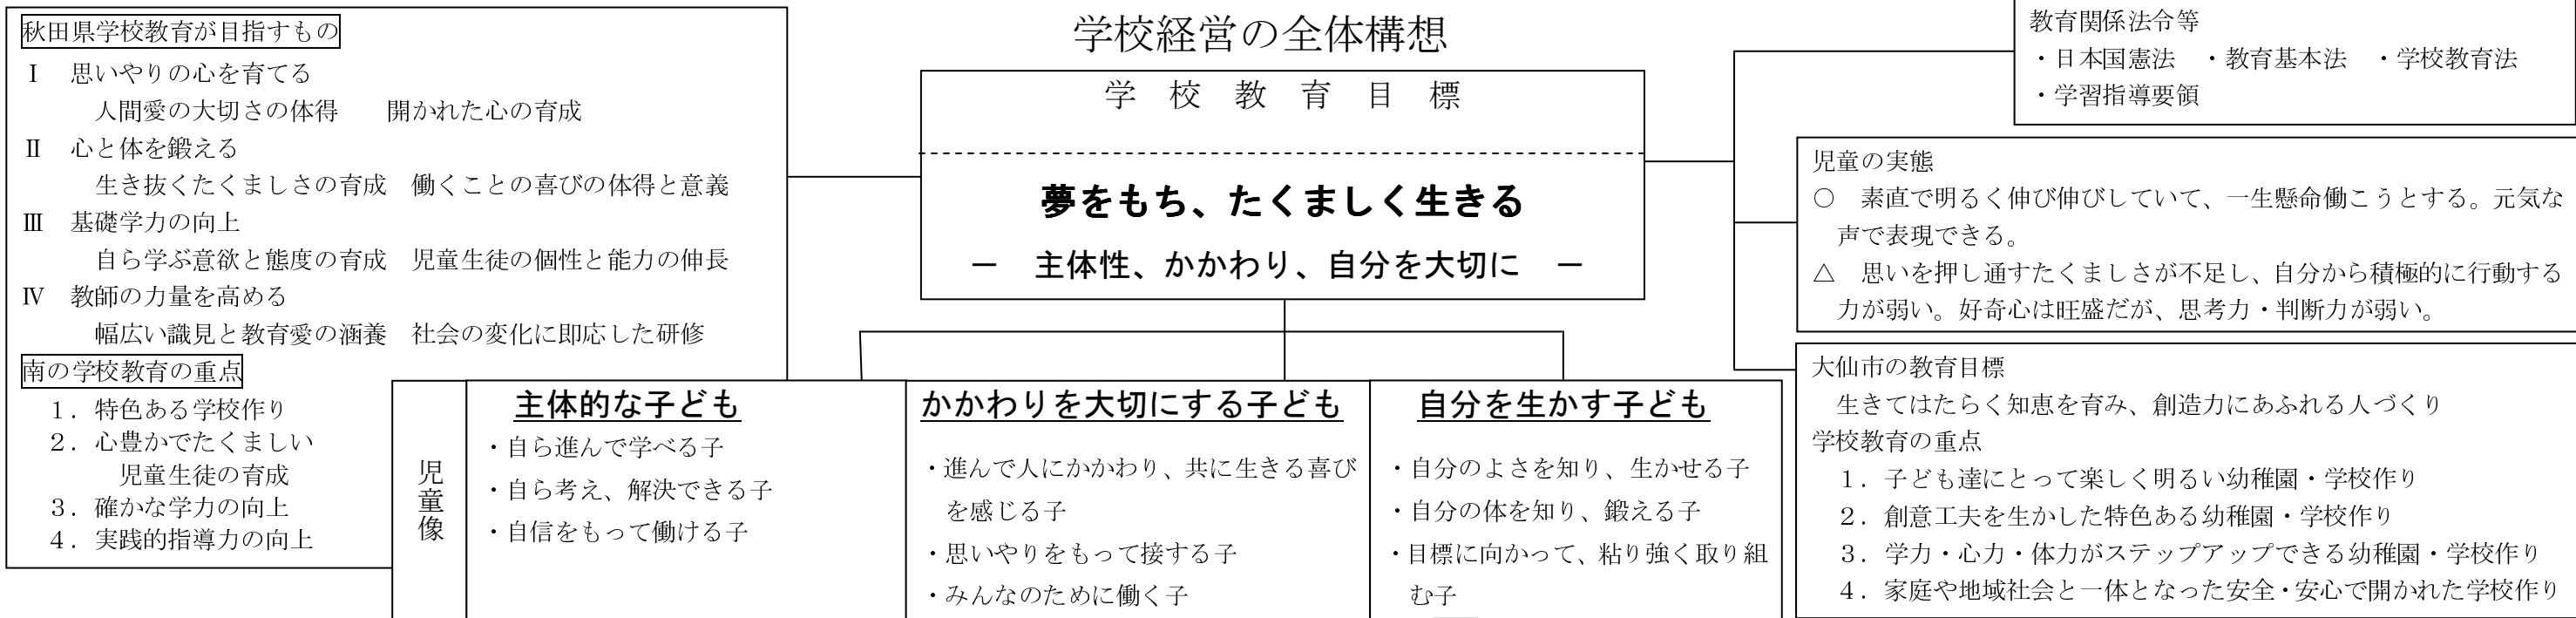 学校経営の全体構想
秋田県学校教育が目指すもの
Ⅰ　思いやりの心を育てる
人間愛の大切さの体得　　開かれた心の育成
Ⅱ　心と体を鍛える
生き抜くたくましさの育成　働くことの喜びの体得と意義
Ⅲ　基礎学力の向上
自ら学ぶ意欲と態度の育成　児童生徒の個性と能力の伸長
Ⅳ　教師の力量を高める
幅広い識見と教育愛の涵養　社会の変化に即応した研修
南の学校教育の重点
１．特色ある学校作り
２．心豊かでたくましい
児童生徒の育成
３．確かな学力の向上
４．実践的指導力の向上
学　校　教　育　目　標
夢をもち、たくましく生きる
－　主体性、かかわり、自分を大切に　－
教育関係法令等
・日本国憲法　・教育基本法　・学校教育法
・学習指導要領
児童の実態
○　素直で明るく伸び伸びしていて、一生懸命働こうとする。元気な
声で表現できる。
△　思いを押し通すたくましさが不足し、自分から積極的に行動する
力が弱い。好奇心は旺盛だが、思考力・判断力が弱い。
大仙市の教育目標
生きてはたらく知恵を育み、創造力にあふれる人づくり
学校教育の重点
１．子ども達にとって楽しく明るい幼稚園・学校作り
２．創意工夫を生かした特色ある幼稚園・学校作り
３．学力・心力・体力がステップアップできる幼稚園・学校作り
４．家庭や地域社会と一体となった安全・安心で開かれた学校作り
児童像
主体的な子ども
・自ら進んで学べる子
・自ら考え、解決できる子
・自信をもって働ける子
かかわりを大切にする子ども
・進んで人にかかわり、共に生きる喜び
を感じる子
・思いやりをもって接する子
・みんなのために働く子
自分を生かす子ども
・自分のよさを知り、生かせる子
・自分の体を知り、鍛える子
・目標に向かって、粘り強く取り組
む子